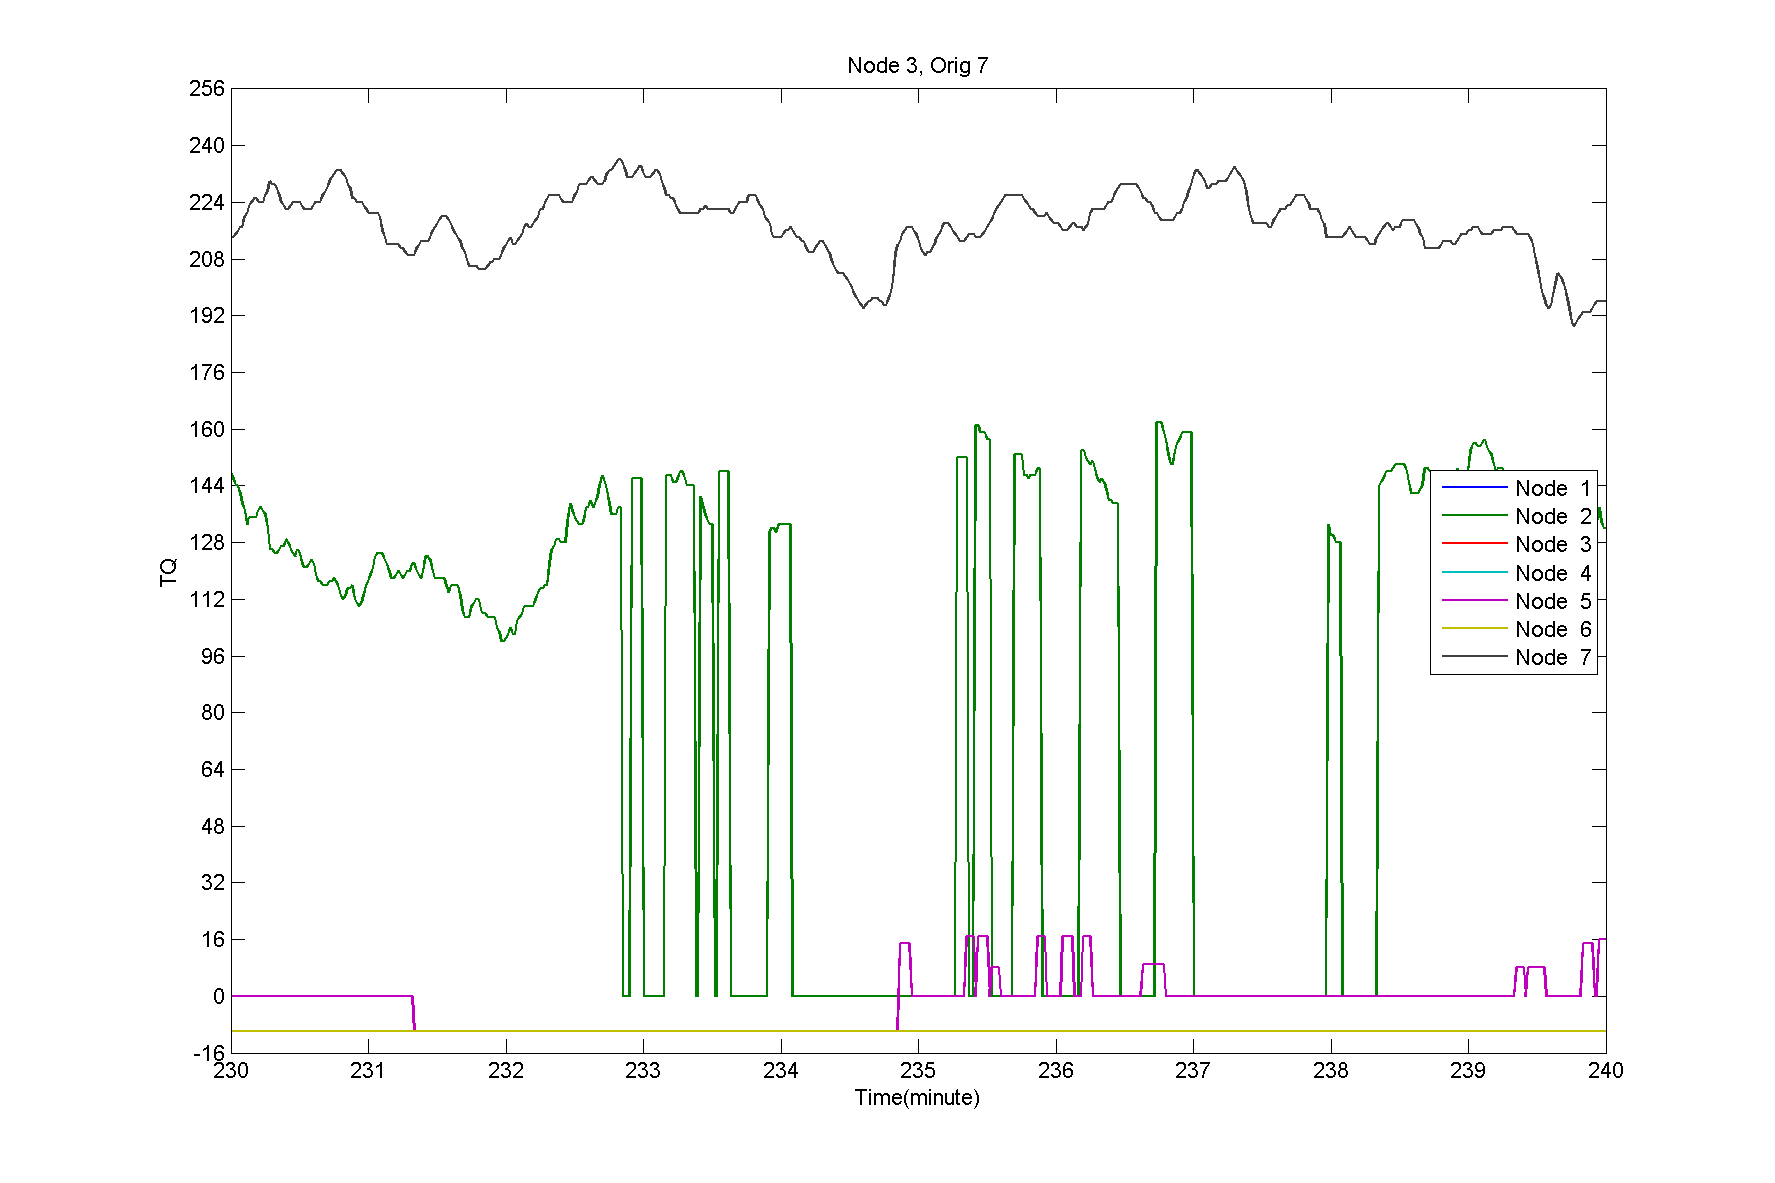 Node 3, Orig 7
256
240
224
208
192
176
160
144
128
112
96
80
64
48
32
16
0
-16
TQ
230 231 232 233 234 235 236 237 238 239 240
Time(minute)
Node 1
Node 2
Node 3
Node 4
Node 5
Node 6
Node 7